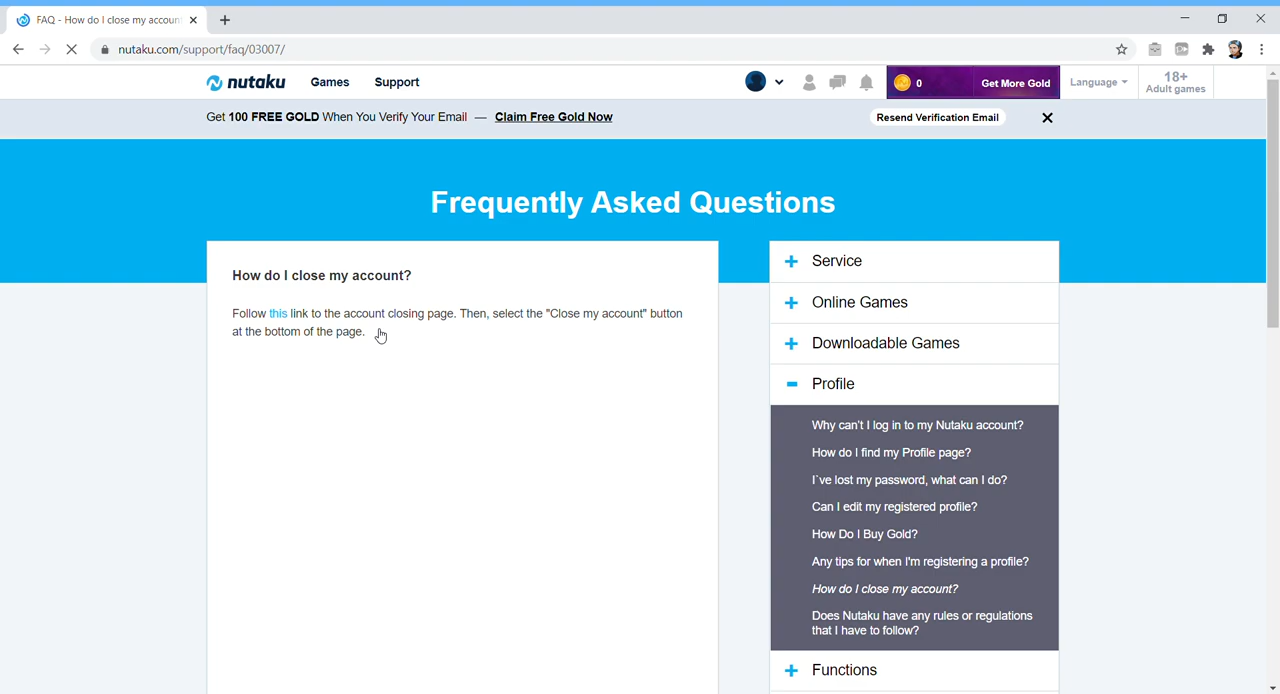 FAQ - How do I close my accoun
nutaku.com/support/faq/03007/
nutaku Games Support 0 Get More Gold Language 18+ Adult games
Get 100 FREE GOLD When You Verify Your Email — Claim Free Gold Now Resend Verification Email
Frequently Asked Questions
How do I close my account?
Follow this link to the account closing page. Then, select the "Close my account" button
at the bottom of the page.
Service
Online Games
Downloadable Games
Profile
Why can't I log in to my Nutaku account?
How do I find my Profile page?
I`ve lost my password, what can I do?
Can I edit my registered profile?
How Do I Buy Gold?
Any tips for when I'm registering a profile?
How do I close my account?
Does Nutaku have any rules or regulations
that I have to follow?
Functions